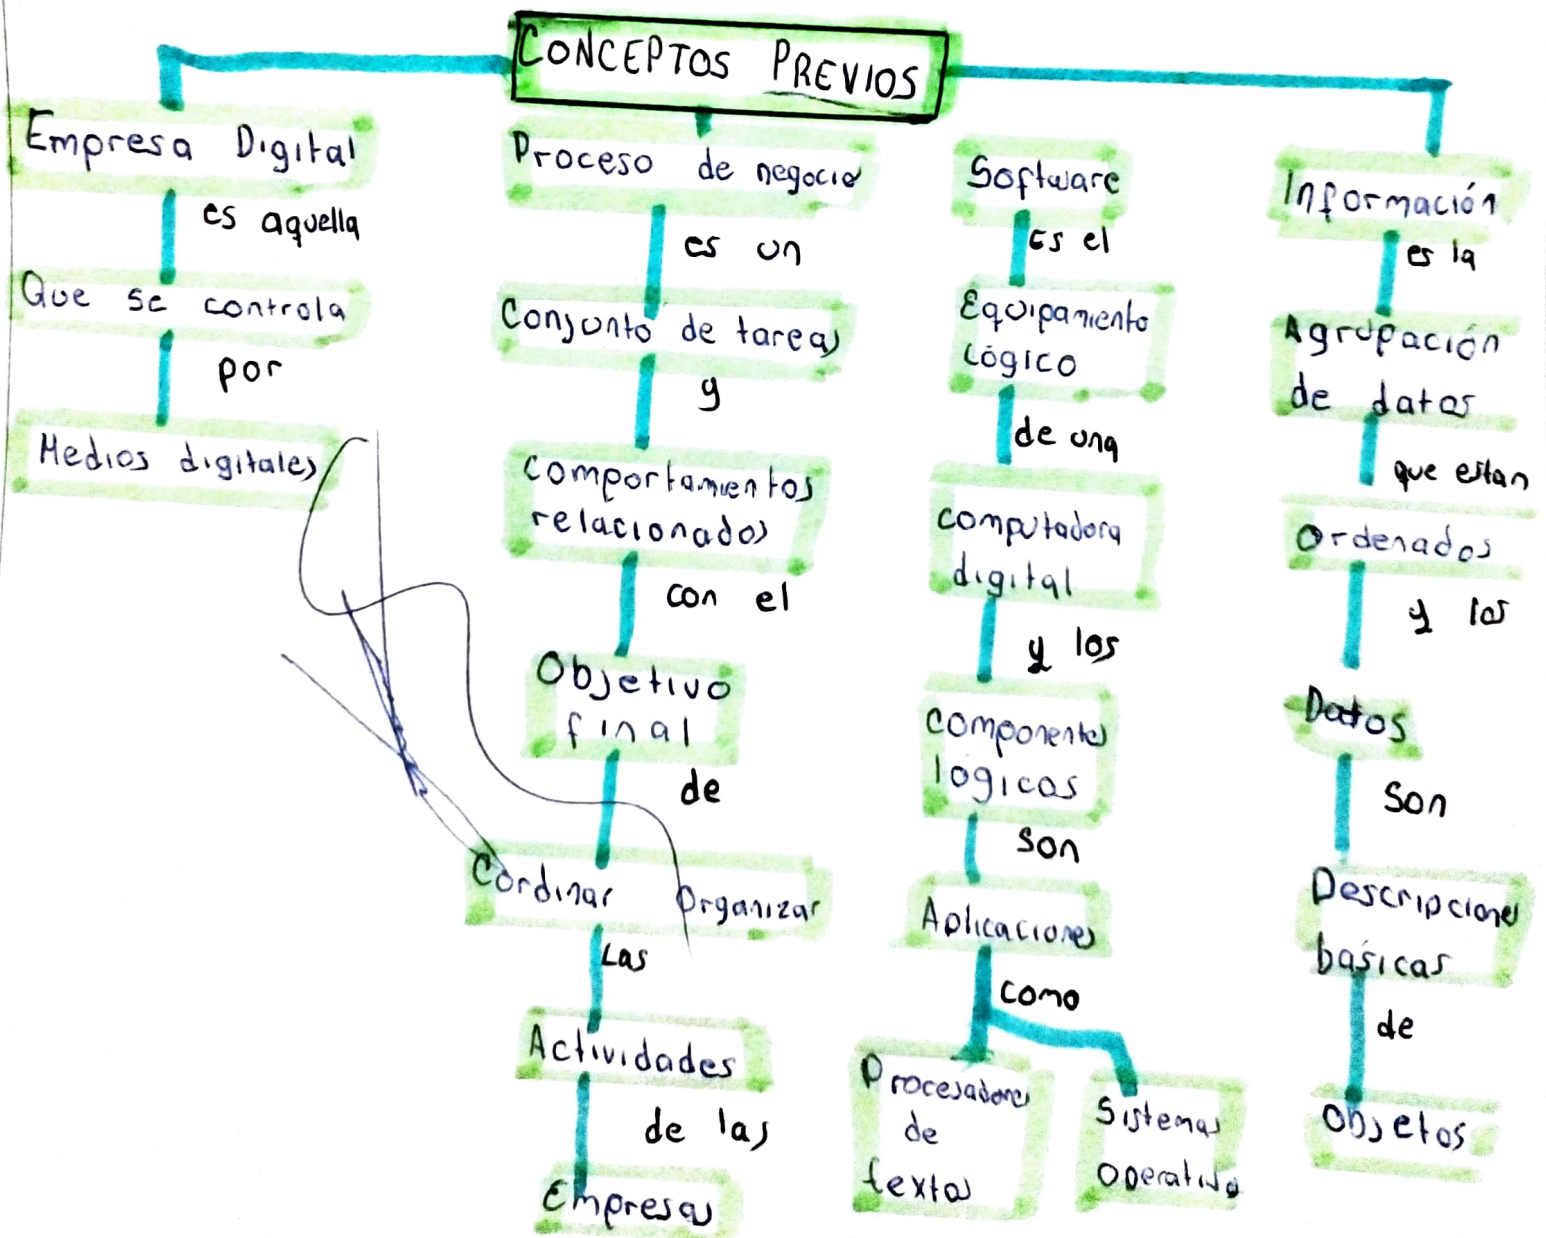 CONCEPTOS PREVIOS
Empresa Digital
es aquella
Que se controla
por
Medios digitales
Proceso de negocio
es un
Conjunto de tareas
y
comportamientos
relacionados
con el
Objetivo
final
de
Cordinar Organizar
Las
Actividades
de las
Empresas
Software
es el
Equipamiento
Lógico
de una
computadora
digital
y los
componentes
lógicos
son
Aplicaciones
como
Procesadores
de
textos
Sistemas
operativo
Información
es la
Agrupación
de datos
que estan
Ordenados
y los
Datos
son
Descripciones
basicas
de
Objetos